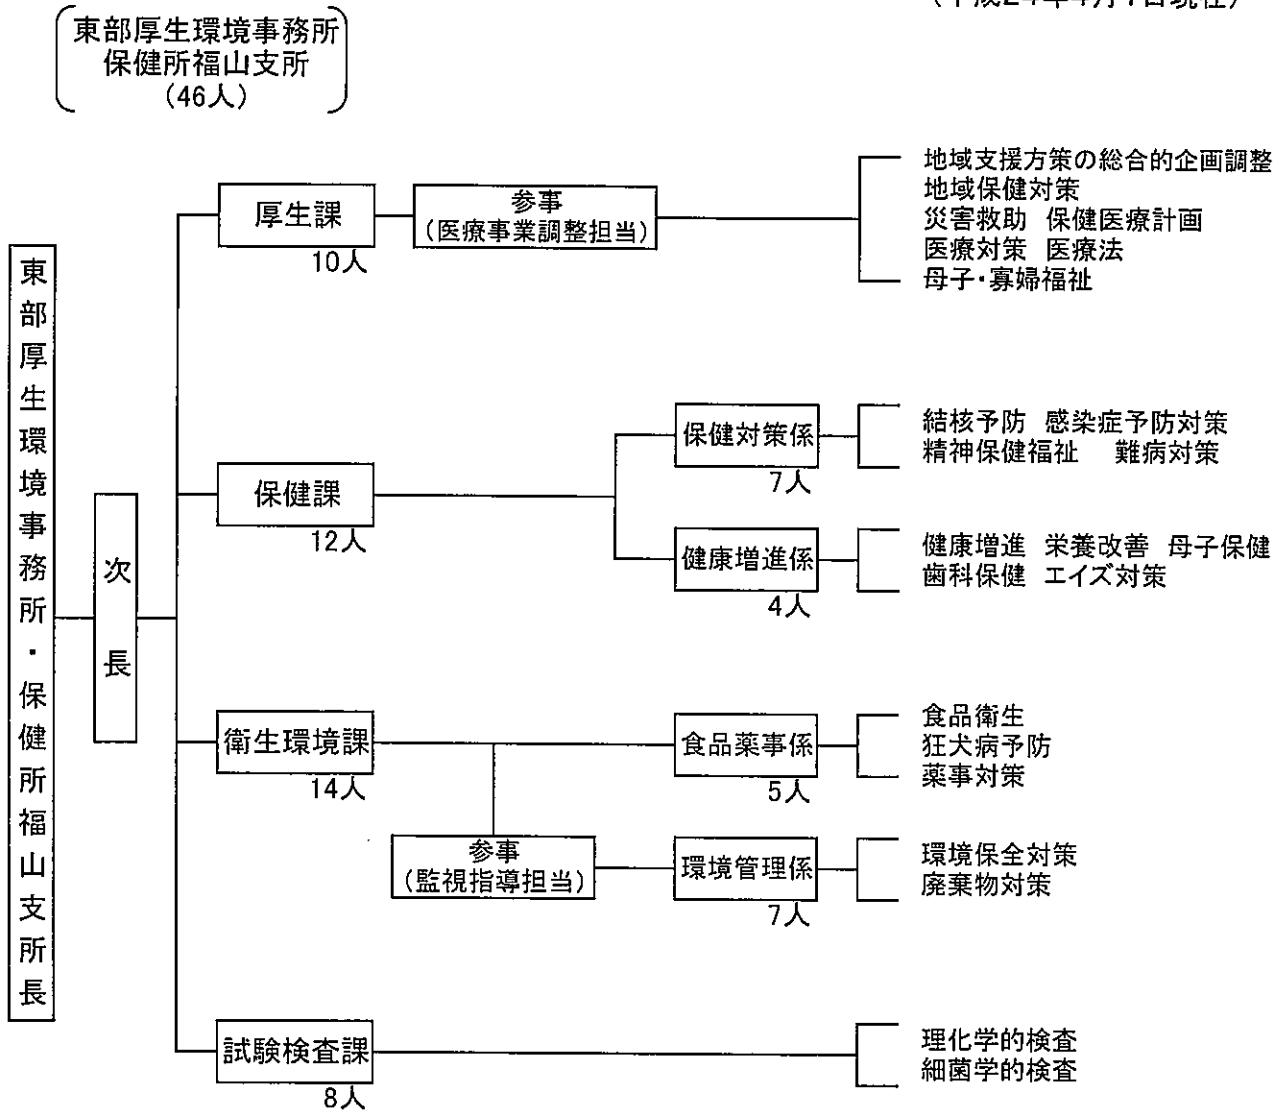 (平成24年4月1日現在)
東部厚生環境事務所
保健所福山支所
(46人)
東部厚生環境事務所・保健所福山支所長
次長
厚生課
10人
参事
(医療事業調整担当)
地域支援方策の総合的企画調整
地域保健対策
災害救助 保健医療計画
医療対策 医療法
母子・寡婦福祉
保健課
12人
保健対策係
7人
結核予防 感染症予防対策
精神保健福祉 難病対策
健康増進係
4人
健康増進 栄養改善 母子保健
歯科保健 エイズ対策
衛生環境課
14人
食品薬事係
5人
食品衛生
狂犬病予防
薬事対策
参事
(監視指導担当)
環境管理係
7人
環境保全対策
廃棄物対策
試験検査課
8人
理化学的検査
細菌学的検査